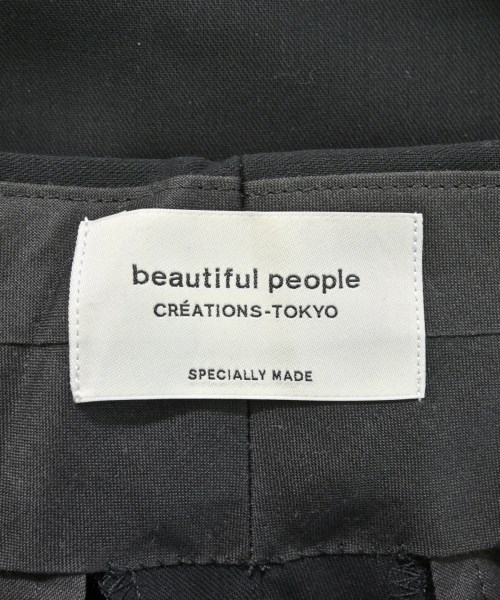 beautiful people
CRÉATIONS-TOKYO
SPECIALLY MADE